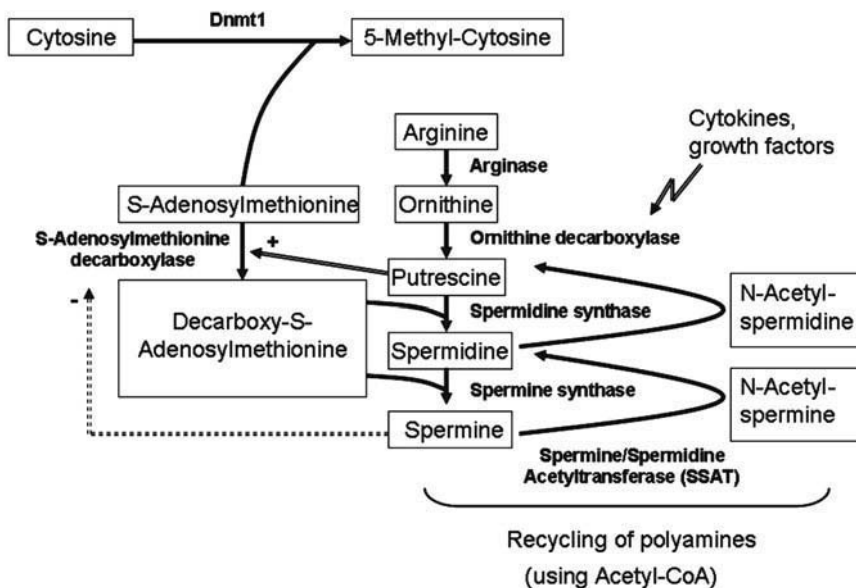 Dnmt1
Cytosine
5-Methyl-Cytosine
Arginine
Cytokines,
growth factors
Arginase
S-Adenosylmethionine
Ornithine
S-Adenosylmethionine
decarboxylase
+
Ornithine decarboxylase
Putrescine
-
Decarboxy-S-
Adenosylmethionine
Spermidine synthase
N-Acetyl-
spermidine
Spermidine
Spermine synthase
N-Acetyl-
spermine
Spermine
Spermine/Spermidine
Acetyltransferase (SSAT)
Recycling of polyamines
(using Acetyl-CoA)